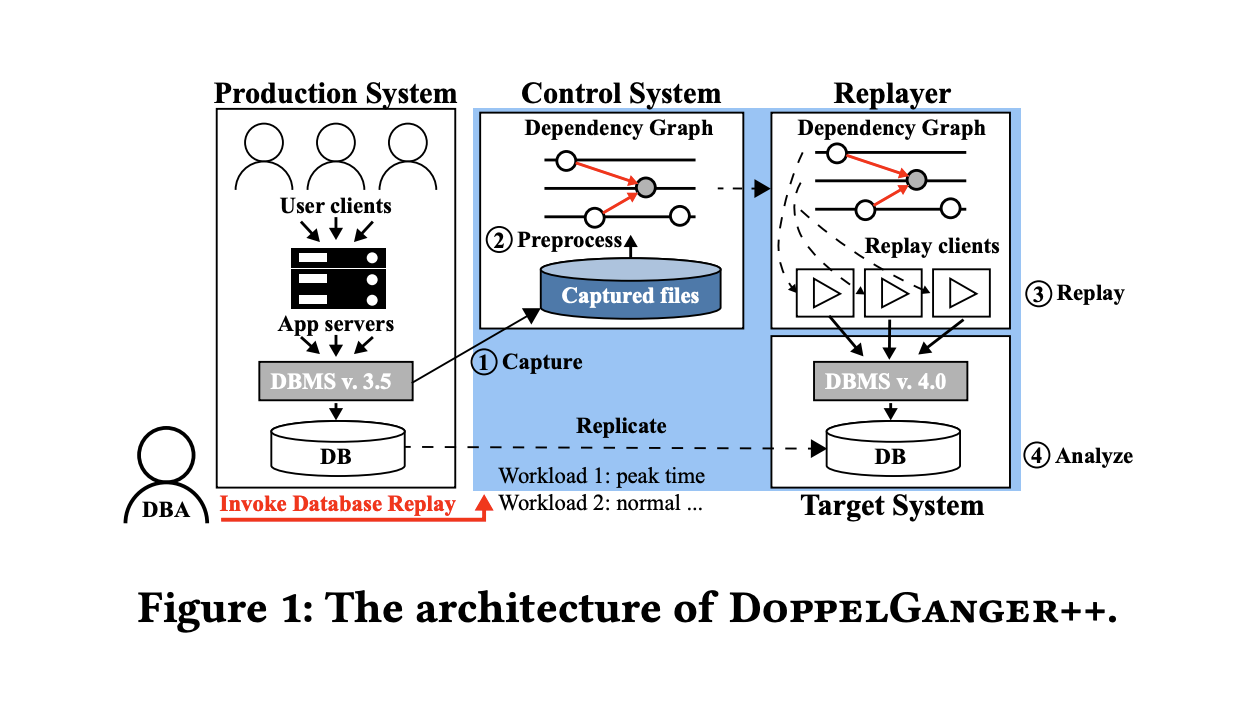 Production System
Control System
Replayer
Dependency Graph
Dependency Graph
User clients
② Preprocess
Replay clients
Captured files
③ Replay
App servers
① Capture
DBMS v. 3.5
DBMS v. 4.0
Replicate
DB
DB
④ Analyze
Workload 1: peak time
DBA
Invoke Database Replay
Workload 2: normal ...
Target System
Figure 1: The architecture of DOPPELGANGER++.